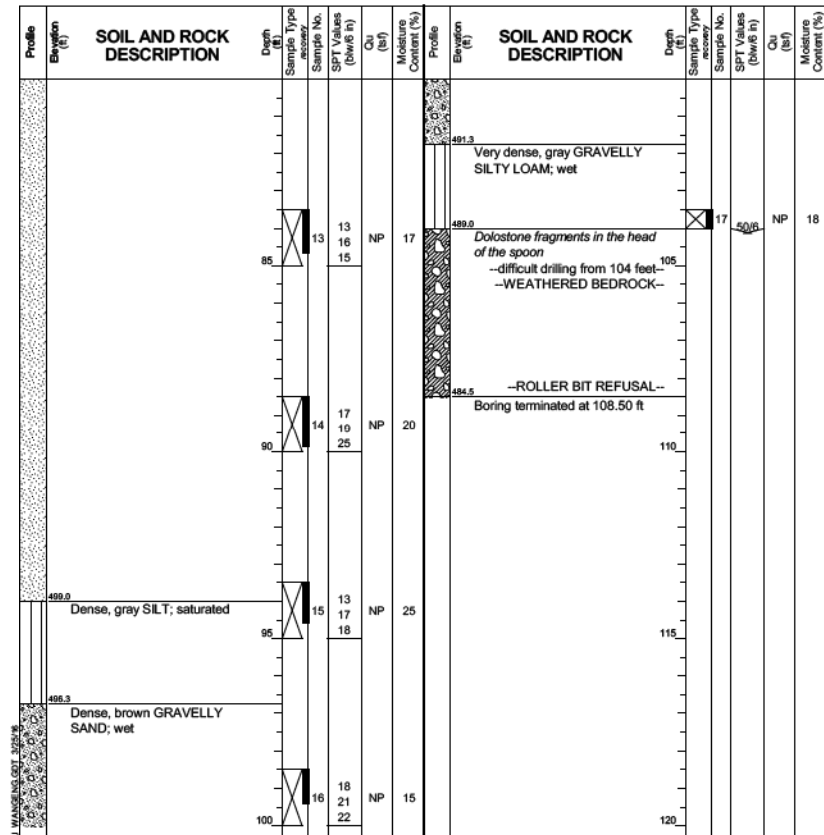 Profile
Elevation
(ft)
SOIL AND ROCK
DESCRIPTION
Depth
(ft)
Sample Type
recovery
Sample No.
SPT Values
(blw/6 in)
Qu
(tsf)
Moisture
Content (%)
13
13
16
15
NP
17
85
14
17
19
25
NP
20
90
499.0
Dense, gray SILT; saturated
15
13
17
18
NP
25
95
496.3
Dense, brown GRAVELLY
SAND; wet
16
18
21
22
NP
15
100
WANGENG.GDT 3/25/16
Profile
Elevation
(ft)
SOIL AND ROCK
DESCRIPTION
Depth
(ft)
Sample Type
recovery
Sample No.
SPT Values
(blw/6 in)
Qu
(tsf)
Moisture
Content (%)
491.3
Very dense, gray GRAVELLY
SILTY LOAM; wet
17
50/6
NP
18
489.0
Dolostone fragments in the head
of the spoon
--difficult drilling from 104 feet--
105
--WEATHERED BEDROCK--
--ROLLER BIT REFUSAL--
484.5
Boring terminated at 108.50 ft
110
115
120